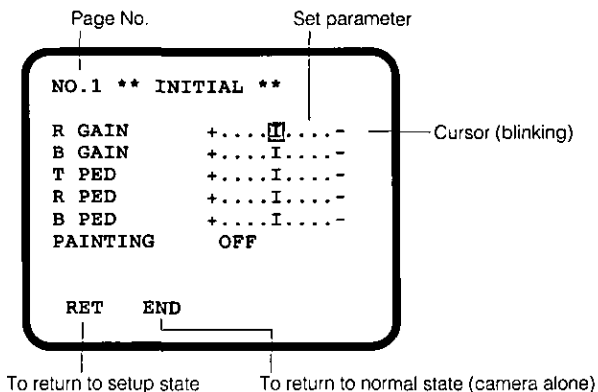 Page No. Set parameter
NO.1 ** INITIAL **
R GAIN +....I....- Cursor (blinking)
B GAIN +....I....-
T PED +....I....-
R PED +....I....-
B PED +....I....-
PAINTING OFF
RET END
To return to setup state To return to normal state (camera alone)